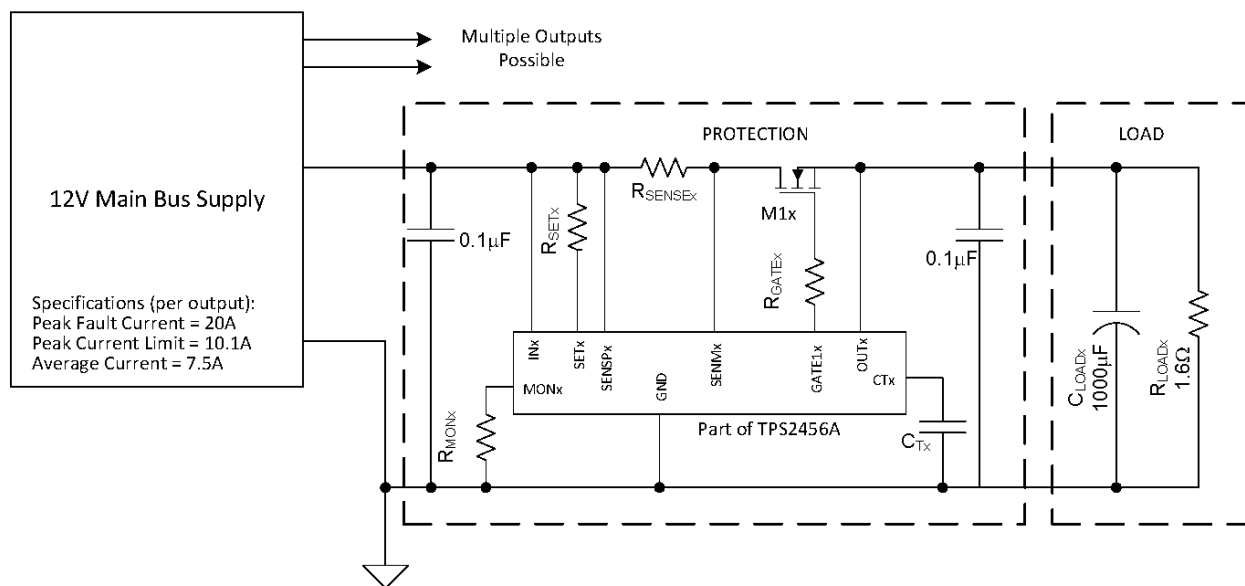 Multiple Outputs
Possible
PROTECTION
LOAD
12V Main Bus Supply
RSENSEx
M1x
0.1µF
RSETx
RGATEx
0.1µF
Specifications (per output):
Peak Fault Current = 20A
Peak Current Limit = 10.1A
Average Current = 7.5A
INx
SETx
SENSPx
SENMx
GATE1x
OUTx
MONx
GND
CTx
CLOADx
1000µF
RLOADx
1.6Ω
RMONx
Part of TPS2456A
CTx